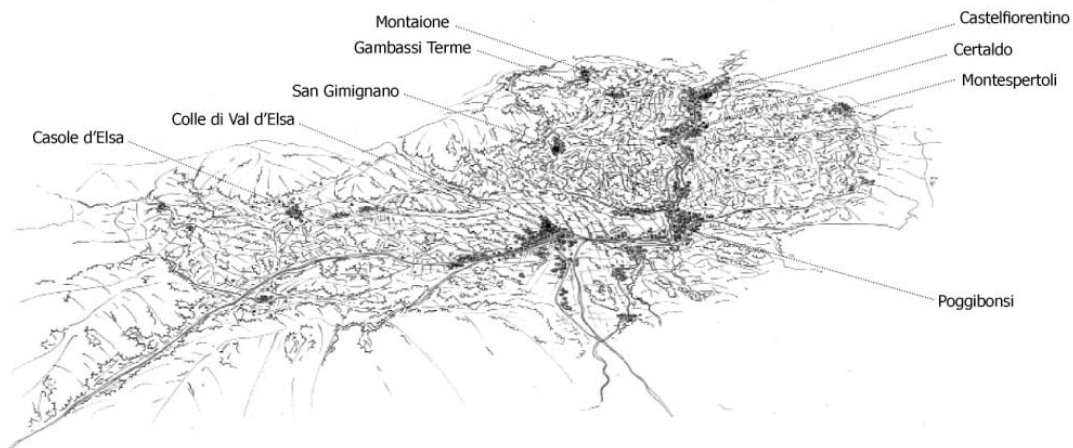 Montaione
Gambassi Terme
San Gimignano
Colle di Val d'Elsa
Casole d'Elsa
Castelfiorentino
Certaldo
Montespertoli
Poggibonsi